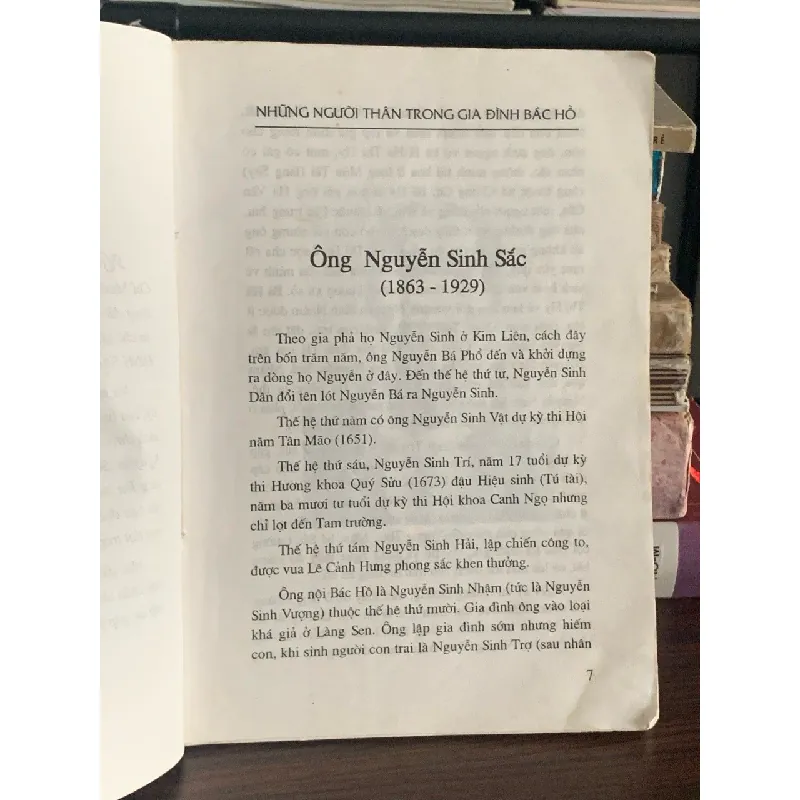 NHỮNG NGƯỜI THÂN TRONG GIA ĐÌNH BÁC HỒ
Ông Nguyễn Sinh Sắc
(1863 - 1929)
Theo gia phả họ Nguyễn Sinh ở Kim Liên, cách đây
trên bốn trăm năm, ông Nguyễn Bá Phổ đến và khởi dựng
ra dòng họ Nguyễn ở đây. Đến thế hệ thứ tư, Nguyễn Sinh
Dân đổi tên lót Nguyễn Bá ra Nguyễn Sinh.
Thế hệ thứ năm có ông Nguyễn Sinh Vật dự kỳ thi Hội
năm Tân Mão (1651).
Thế hệ thứ sáu, Nguyễn Sinh Trí, năm 17 tuổi dự kỳ
thi Hương khoa Quý Sửu (1673) đậu Hiệu sinh (Tú tài),
năm ba mươi tư tuổi dự kỳ thi Hội khoa Canh Ngọ nhưng
chỉ lọt đến Tam trường.
Thế hệ thứ tám Nguyễn Sinh Hải, lập chiến công to,
được vua Lê Cảnh Hưng phong sắc khen thưởng.
Ông nội Bác Hồ là Nguyễn Sinh Nhậm (tức là Nguyễn
Sinh Vượng) thuộc thế hệ thứ mười. Gia đình ông vào loại
khá giả ở Làng Sen. Ông lập gia đình sớm nhưng hiếm
con, khi sinh người con trai là Nguyễn Sinh Trợ (sau nhân
7